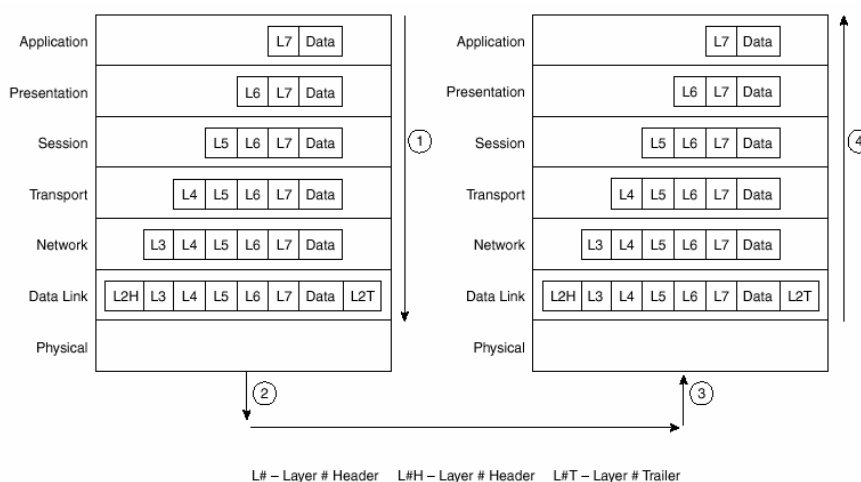 Application L7 Data
Presentation L6 L7 Data
Session L5 L6 L7 Data
Transport L4 L5 L6 L7 Data
Network L3 L4 L5 L6 L7 Data
Data Link L2H L3 L4 L5 L6 L7 Data L2T
Physical
1
2
Application L7 Data
Presentation L6 L7 Data
Session L5 L6 L7 Data
Transport L4 L5 L6 L7 Data
Network L3 L4 L5 L6 L7 Data
Data Link L2H L3 L4 L5 L6 L7 Data L2T
Physical
4
3
L# – Layer # Header L#H – Layer # Header L#T – Layer # Trailer